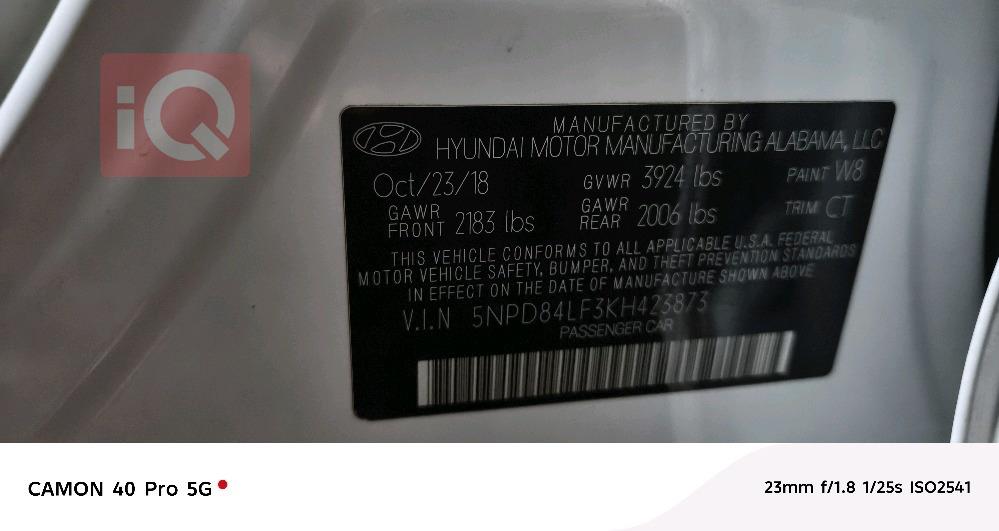 iQ
MANUFACTURED BY
HYUNDAI MOTOR MANUFACTURING ALABAMA, LLC
Oct/23/18 GVWR 3924 lbs PAINT W8
GAWR FRONT 2183 lbs GAWR REAR 2006 lbs TRIM CT
THIS VEHICLE CONFORMS TO ALL APPLICABLE U.S.A. FEDERAL
MOTOR VEHICLE SAFETY, BUMPER, AND THEFT PREVENTION STANDARDS
IN EFFECT ON THE DATE OF MANUFACTURE SHOWN ABOVE
V.I.N 5NPD84LF3KH423873
PASSENGER CAR
CAMON 40 Pro 5G
23mm f/1.8 1/25s ISO2541